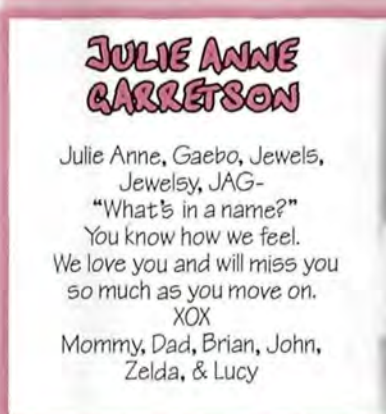 JULIE ANNE
GARRETSON
Julie Anne, Gaebo, Jewels,
Jewelsy, JAG-
"What's in a name?"
You know how we feel.
We love you and will miss you
so much as you move on.
XOX
Mommy, Dad, Brian, John,
Zelda, & Lucy